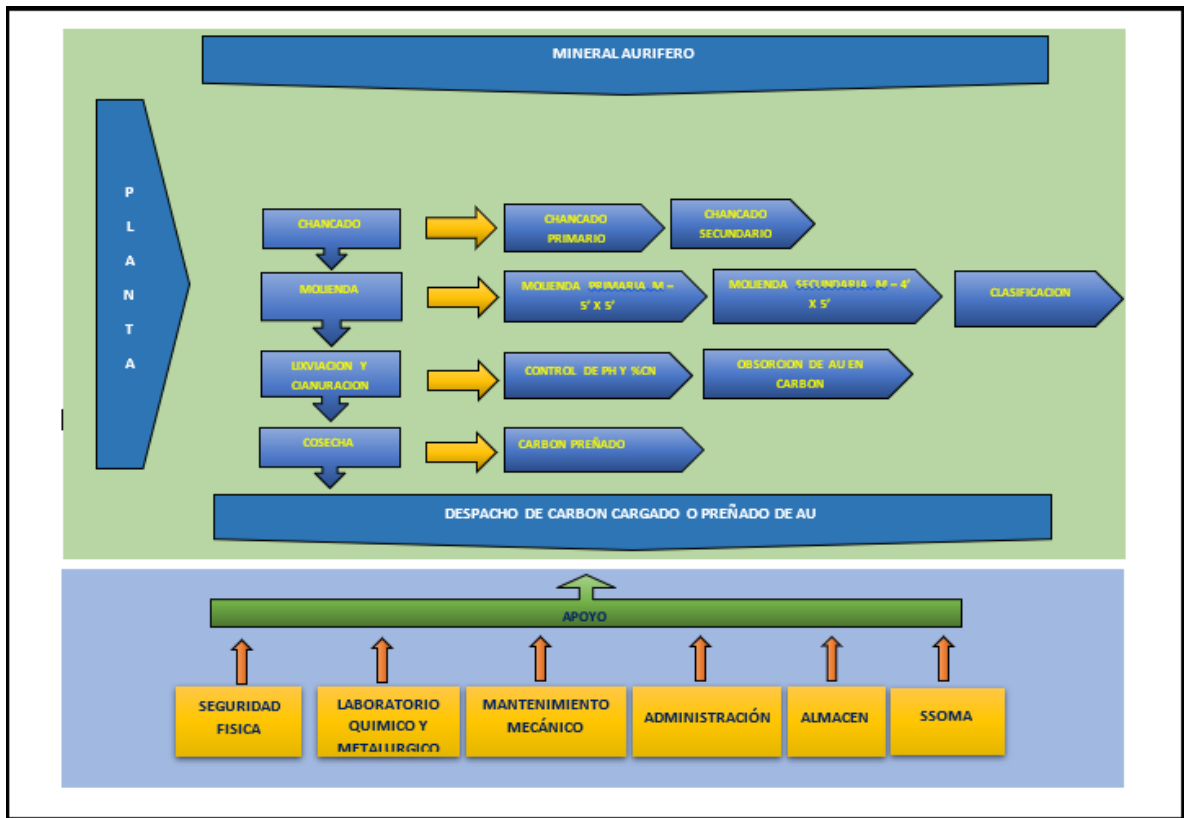 MINERAL AURIFERO
P
L
A
N
T
A
CHANCADO
CHANCADO
PRIMARIO
CHANCADO
SECUNDARIO
MOLIENDA
MOLIENDA PRIMARIA M –
5' X 5'
MOLIENDA SECUNDARIA M – 4'
X 5'
CLASIFICACION
LIXVIACION Y
CIANURACION
CONTROL DE PH Y %CN
OBSORCION DE AU EN
CARBON
COSECHA
CARBON PREÑADO
DESPACHO DE CARBON CARGADO O PREÑADO DE AU
APOYO
SEGURIDAD
FISICA
LABORATORIO
QUIMICO Y
METALURGICO
MANTENIMIENTO
MECÁNICO
ADMINISTRACIÓN
ALMACEN
SSOMA